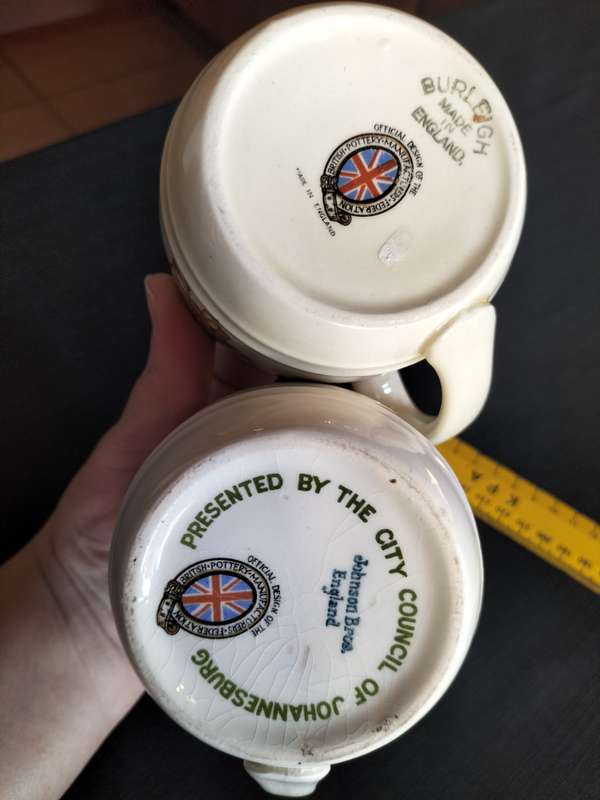 BURLEIGH
MADE
IN
ENGLAND.
OFFICIAL DESIGN OF THE
BRITISH·POTTERY·MANUFACTURERS·FEDERATION
MADE IN ENGLAND
PRESENTED BY THE CITY COUNCIL OF JOHANNESBURG
OFFICIAL DESIGN OF THE
BRITISH·POTTERY·MANUFACTURERS·FEDERATION
Johnson Bros.
England